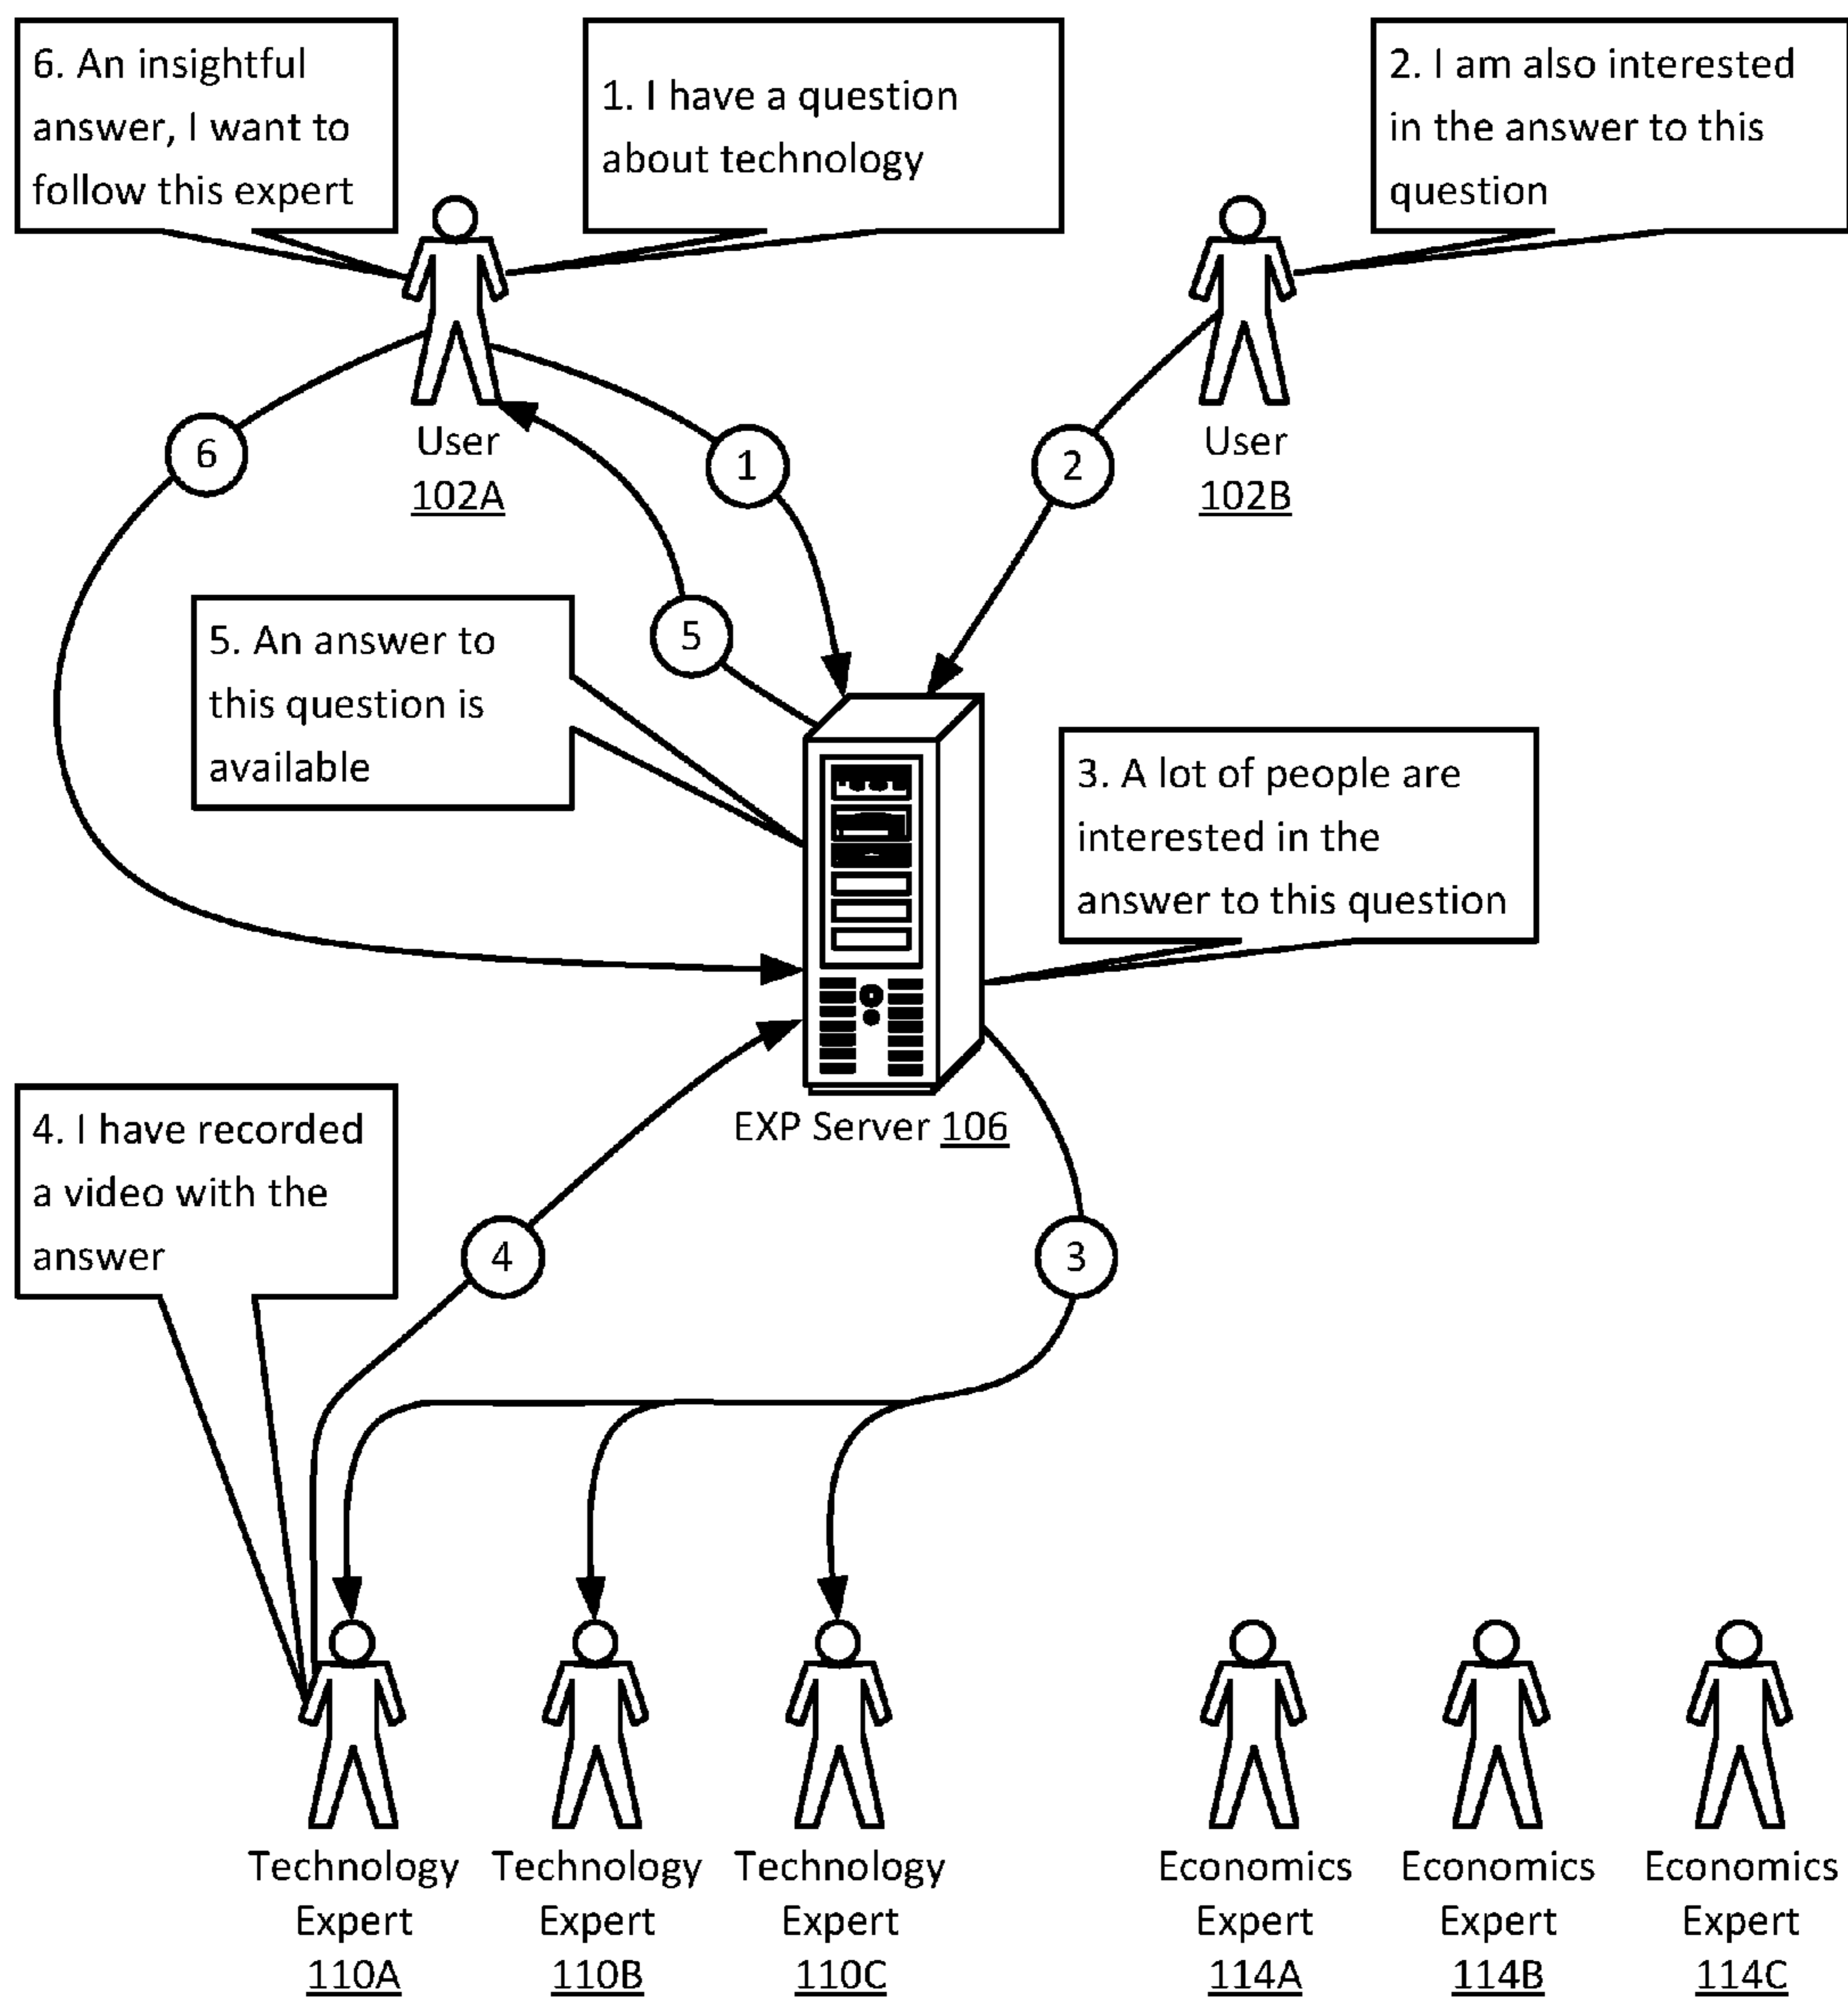 6. An insightful
answer, I want to
follow this expert
1. I have a question
about technology
2. I am also interested
in the answer to this
question
User
102A
User
102B
6
1
2
5
5. An answer to
this question is
available
3. A lot of people are
interested in the
answer to this question
EXP Server 106
4. I have recorded
a video with the
answer
4
3
Technology
Expert
110A
Technology
Expert
110B
Technology
Expert
110C
Economics
Expert
114A
Economics
Expert
114B
Economics
Expert
114C